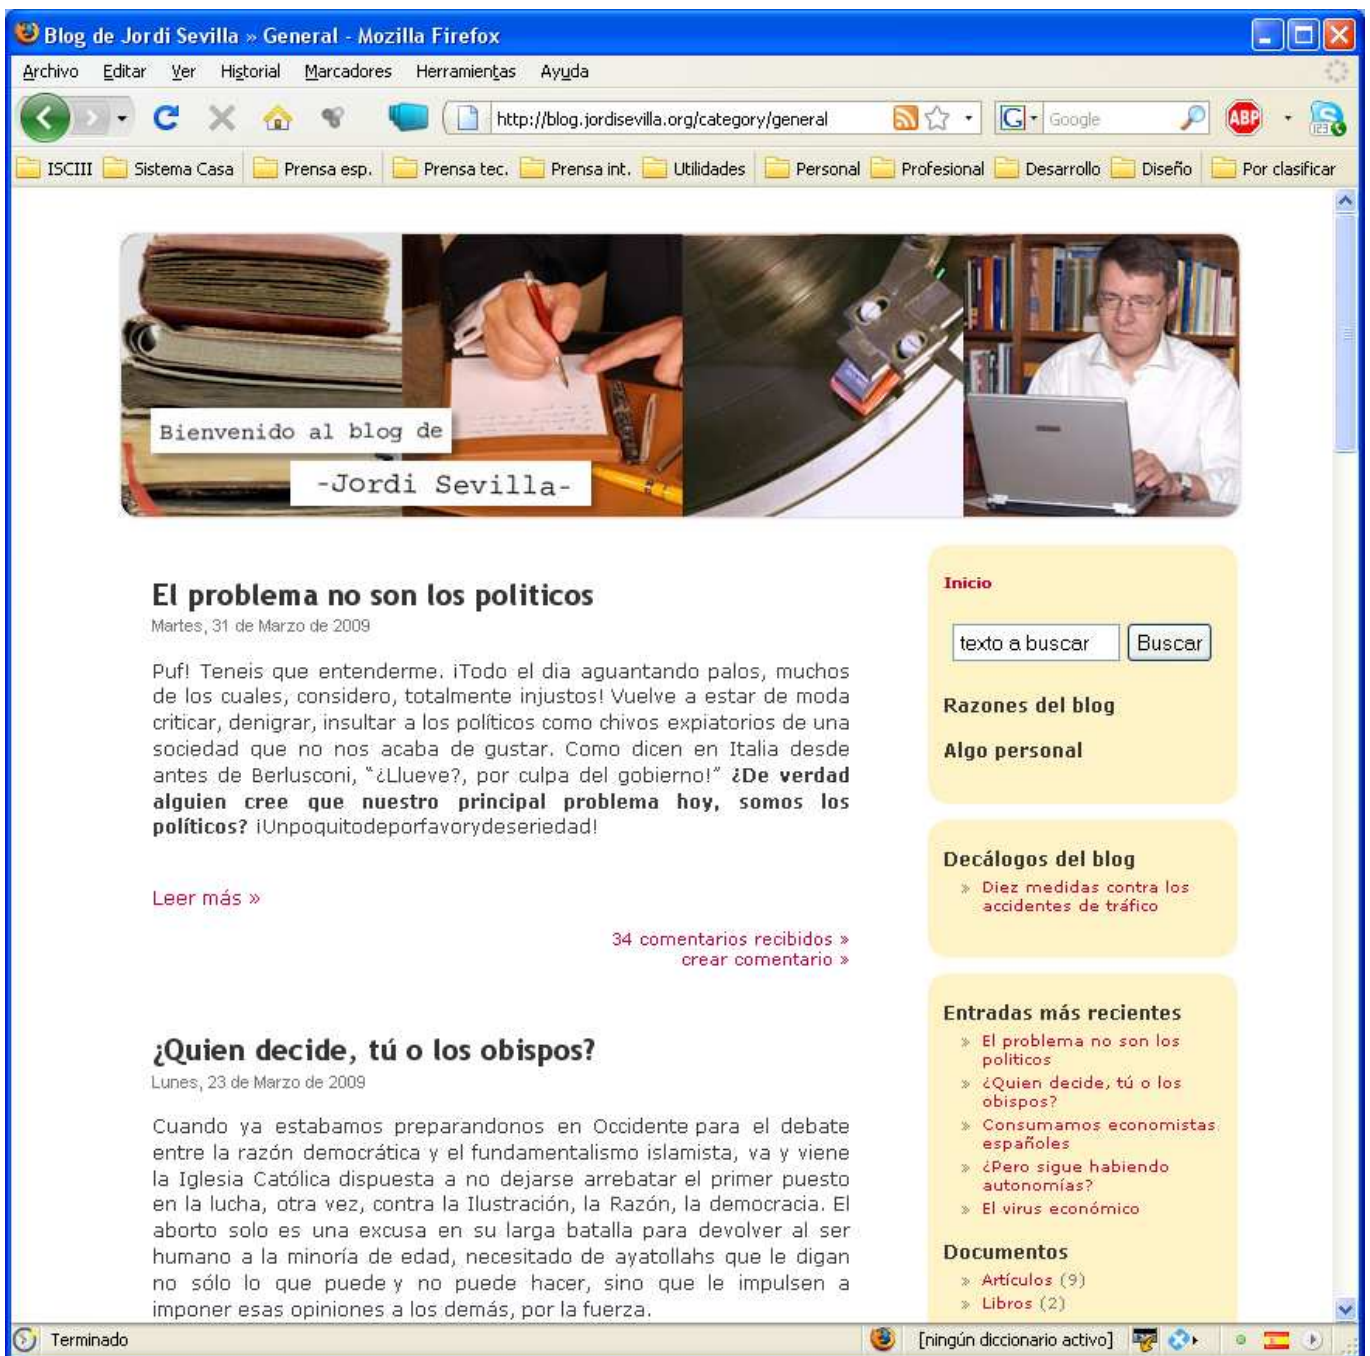 Blog de Jordi Sevilla » General - Mozilla Firefox
Archivo Editar Ver Historial Marcadores Herramientas Ayuda
http://blog.jordisevilla.org/category/general G Google ABP 123
ISCIII Sistema Casa Prensa esp. Prensa tec. Prensa int. Utilidades Personal Profesional Desarrollo Diseño Por clasificar
Bienvenido al blog de
-Jordi Sevilla-
El problema no son los politicos
Martes, 31 de Marzo de 2009
Puf! Teneis que entenderme. ¡Todo el dia aguantando palos, muchos
de los cuales, considero, totalmente injustos! Vuelve a estar de moda
criticar, denigrar, insultar a los políticos como chivos expiatorios de una
sociedad que no nos acaba de gustar. Como dicen en Italia desde
antes de Berlusconi, “¿Llueve?, por culpa del gobierno!” ¿De verdad
alguien cree que nuestro principal problema hoy, somos los
políticos? ¡Unpoquitodeporfavorydeseriedad!
Leer más »
34 comentarios recibidos »
crear comentario »
¿Quien decide, tú o los obispos?
Lunes, 23 de Marzo de 2009
Cuando ya estabamos preparandonos en Occidente para el debate
entre la razón democrática y el fundamentalismo islamista, va y viene
la Iglesia Católica dispuesta a no dejarse arrebatar el primer puesto
en la lucha, otra vez, contra la Ilustración, la Razón, la democracia. El
aborto solo es una excusa en su larga batalla para devolver al ser
humano a la minoría de edad, necesitado de ayatollahs que le digan
no sólo lo que puede y no puede hacer, sino que le impulsen a
imponer esas opiniones a los demás, por la fuerza.
Inicio
texto a buscar Buscar
Razones del blog
Algo personal
Decálogos del blog
» Diez medidas contra los
accidentes de tráfico
Entradas más recientes
» El problema no son los
politicos
» ¿Quien decide, tú o los
obispos?
» Consumamos economistas
españoles
» ¿Pero sigue habiendo
autonomías?
» El virus económico
Documentos
» Artículos (9)
» Libros (2)
Terminado [ningún diccionario activo]